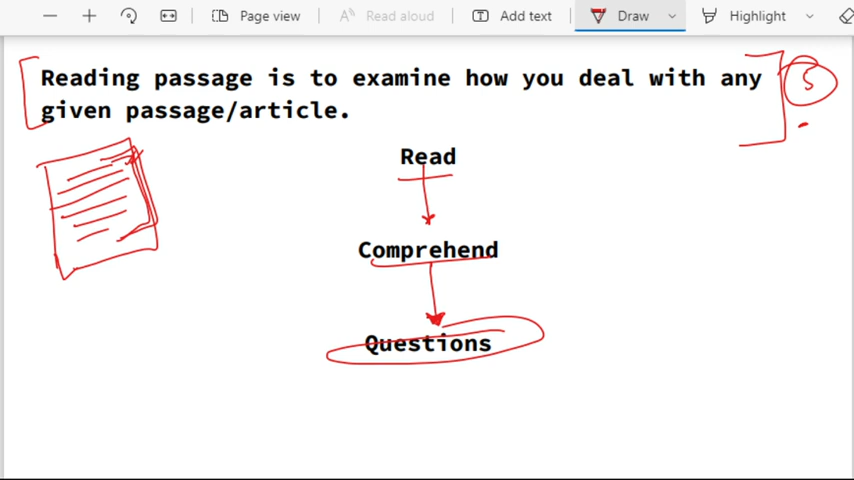 Page view
Read aloud
Add text
Draw
Highlight
Reading passage is to examine how you deal with any
given passage/article.
Read
Comprehend
Questions